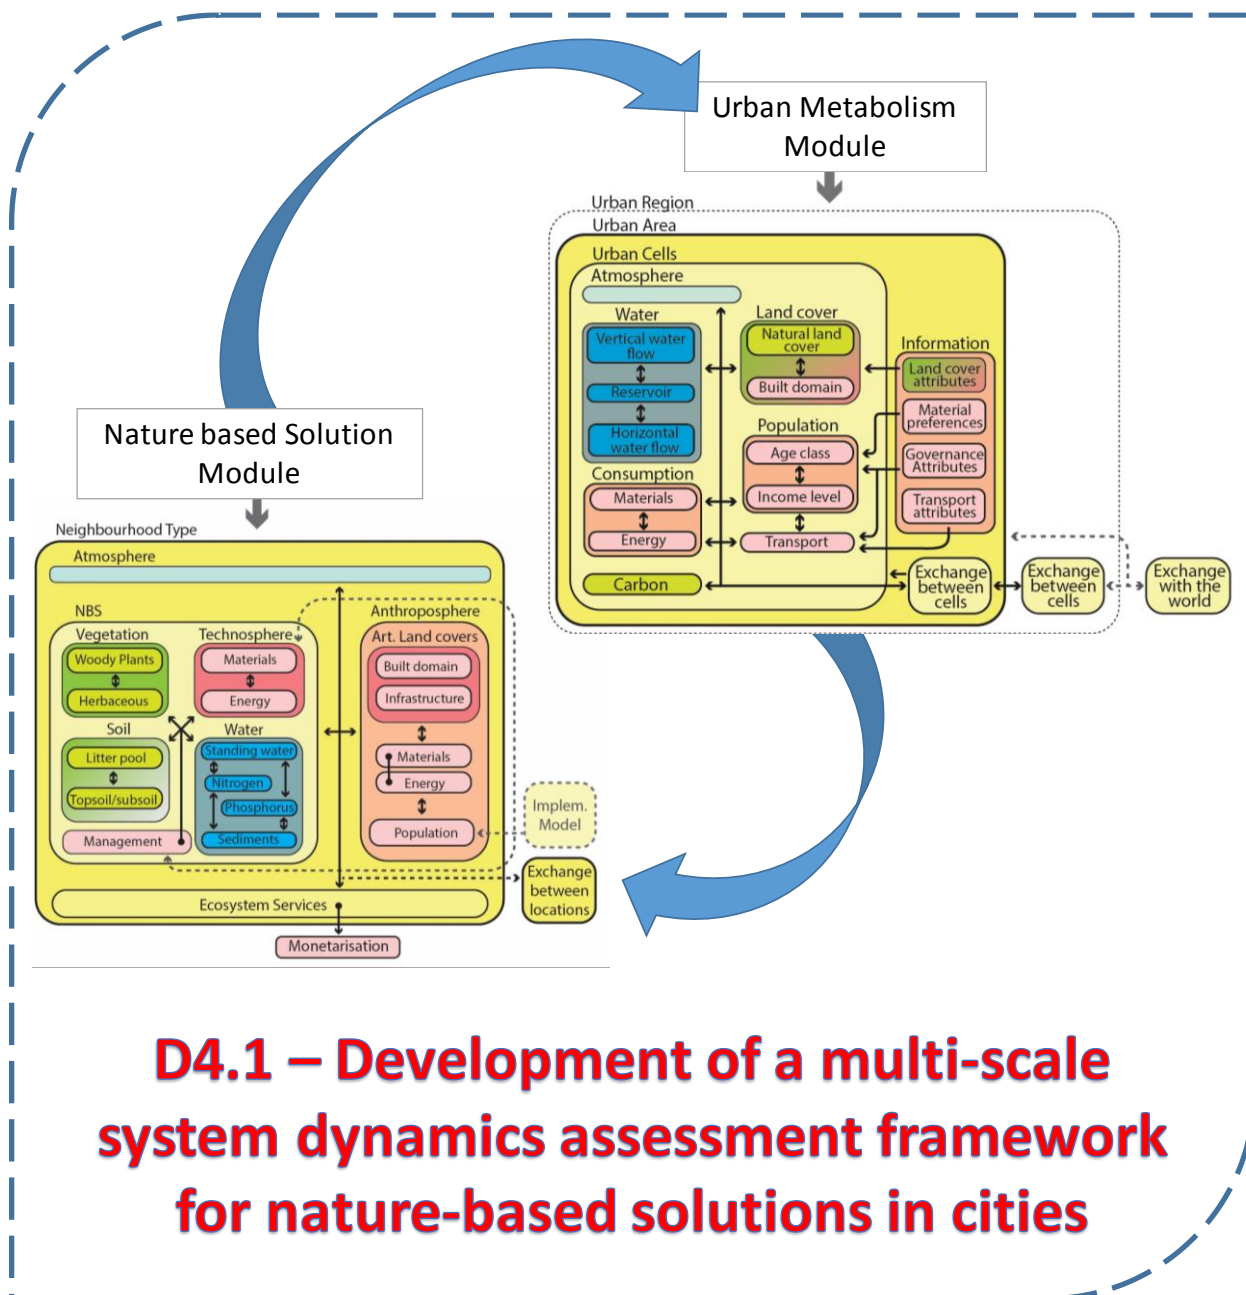 Urban Metabolism
Module
Urban Region
Urban Area
Urban Cells
Atmosphere
Water
Vertical water
flow
Reservoir
Horizontal
water flow
Consumption
Materials
Energy
Carbon
Land cover
Natural land
cover
Built domain
Population
Age class
Income level
Transport
Information
Land cover
attributes
Material
preferences
Governance
Attributes
Transport
attributes
Exchange
between
cells
Exchange
between
cells
Exchange
with the
world
Nature based Solution
Module
Neighbourhood Type
Atmosphere
NBS
Vegetation
Woody Plants
Herbaceous
Technosphere
Materials
Energy
Soil
Litter pool
Topsoil/subsoil
Management
Water
Standing water
Nitrogen
Phosphorus
Sediments
Anthroposphere
Art. Land covers
Built domain
Infrastructure
Materials
Energy
Population
Implem.
Model
Exchange
between
locations
Ecosystem Services
Monetarisation
D4.1 – Development of a multi-scale
system dynamics assessment framework
for nature-based solutions in cities